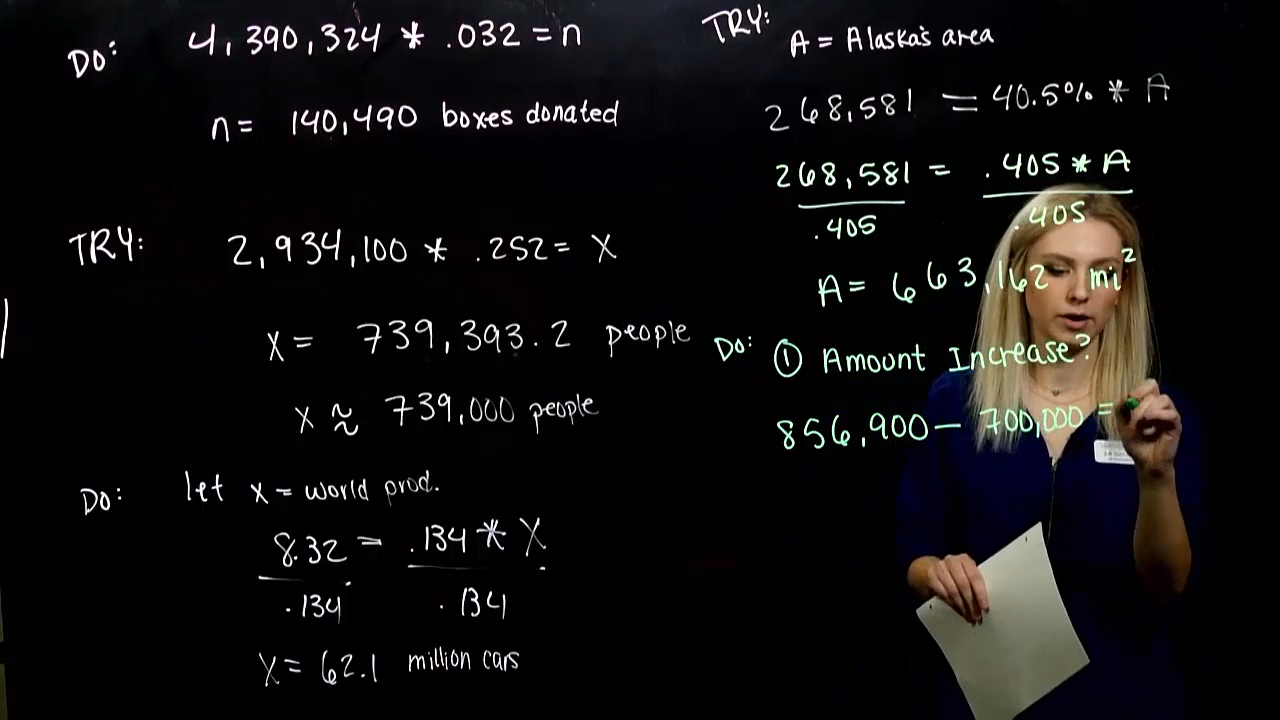 DO: 4,390,324 * .032 = n
n = 140,490 boxes donated
TRY: 2,934,100 * .252 = X
X = 739,393.2 people
X ≈ 739,000 people
DO: let x = world prod.
8.32 = .134 * X
.134 .134
X = 62.1 million cars
TRY: A = Alaska's area
268,581 = 40.5% * A
268,581 = .405 * A
.405 .405
A = 663,162 mi²
DO: ① Amount Increase?
856,900 - 700,000 =